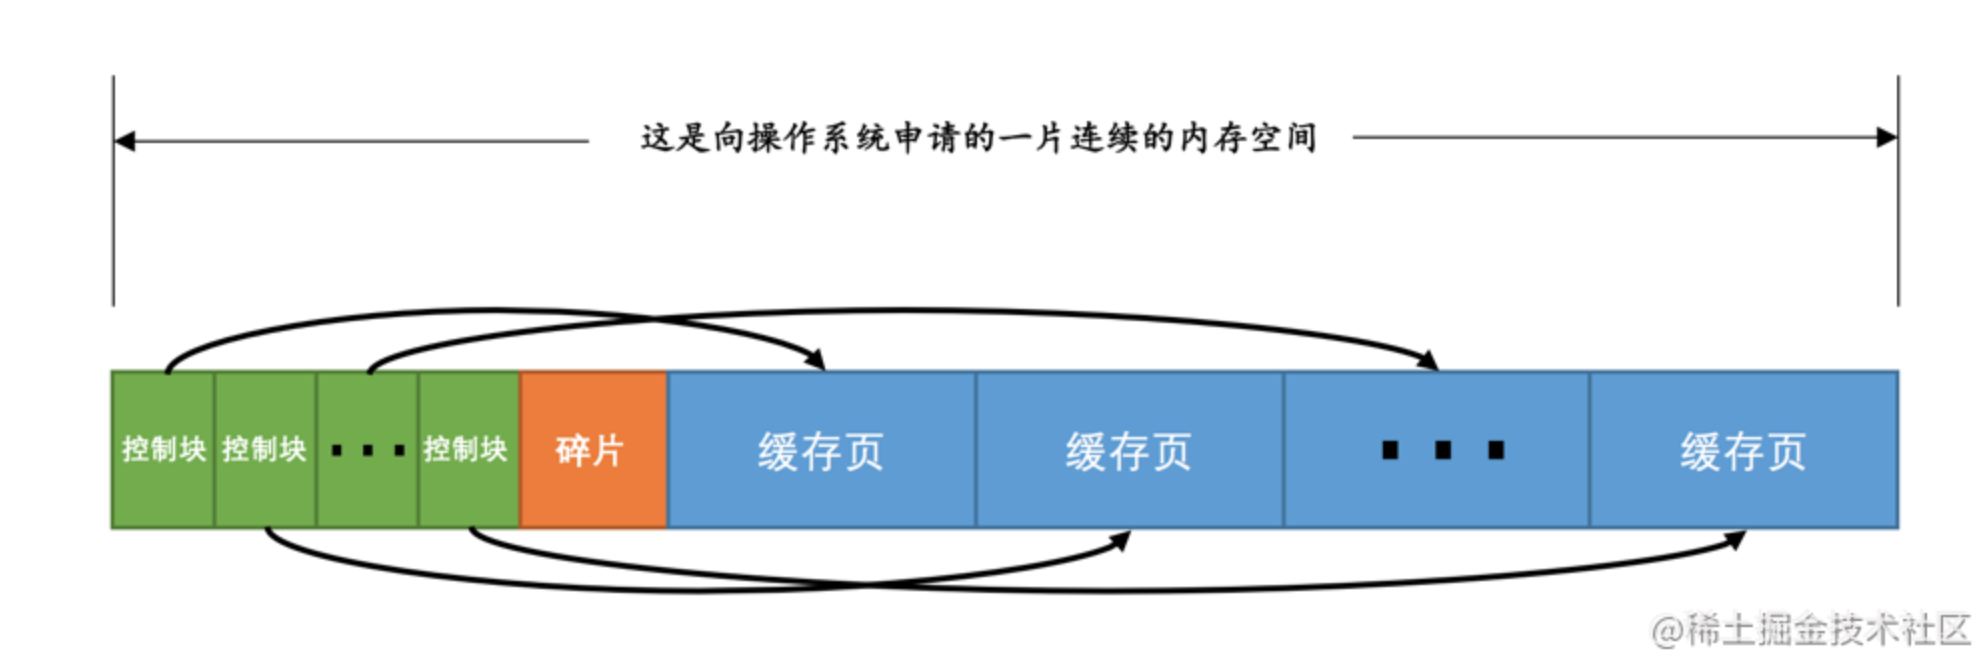 这是向操作系统申请的一片连续的内存空间
控制块 控制块 ··· 控制块 碎片 缓存页 缓存页 ··· 缓存页
@稀土掘金技术社区